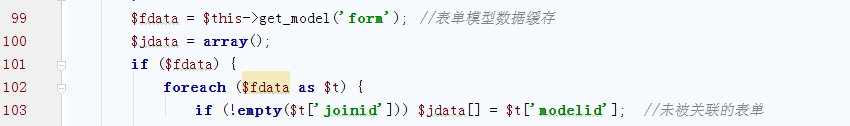 99 $fdata = $this->get_model('form'); //表单模型数据缓存
100 $jdata = array();
101 if ($fdata) {
102 foreach ($fdata as $t) {
103 if (!empty($t['joinid'])) $jdata[] = $t['modelid']; //未被关联的表单